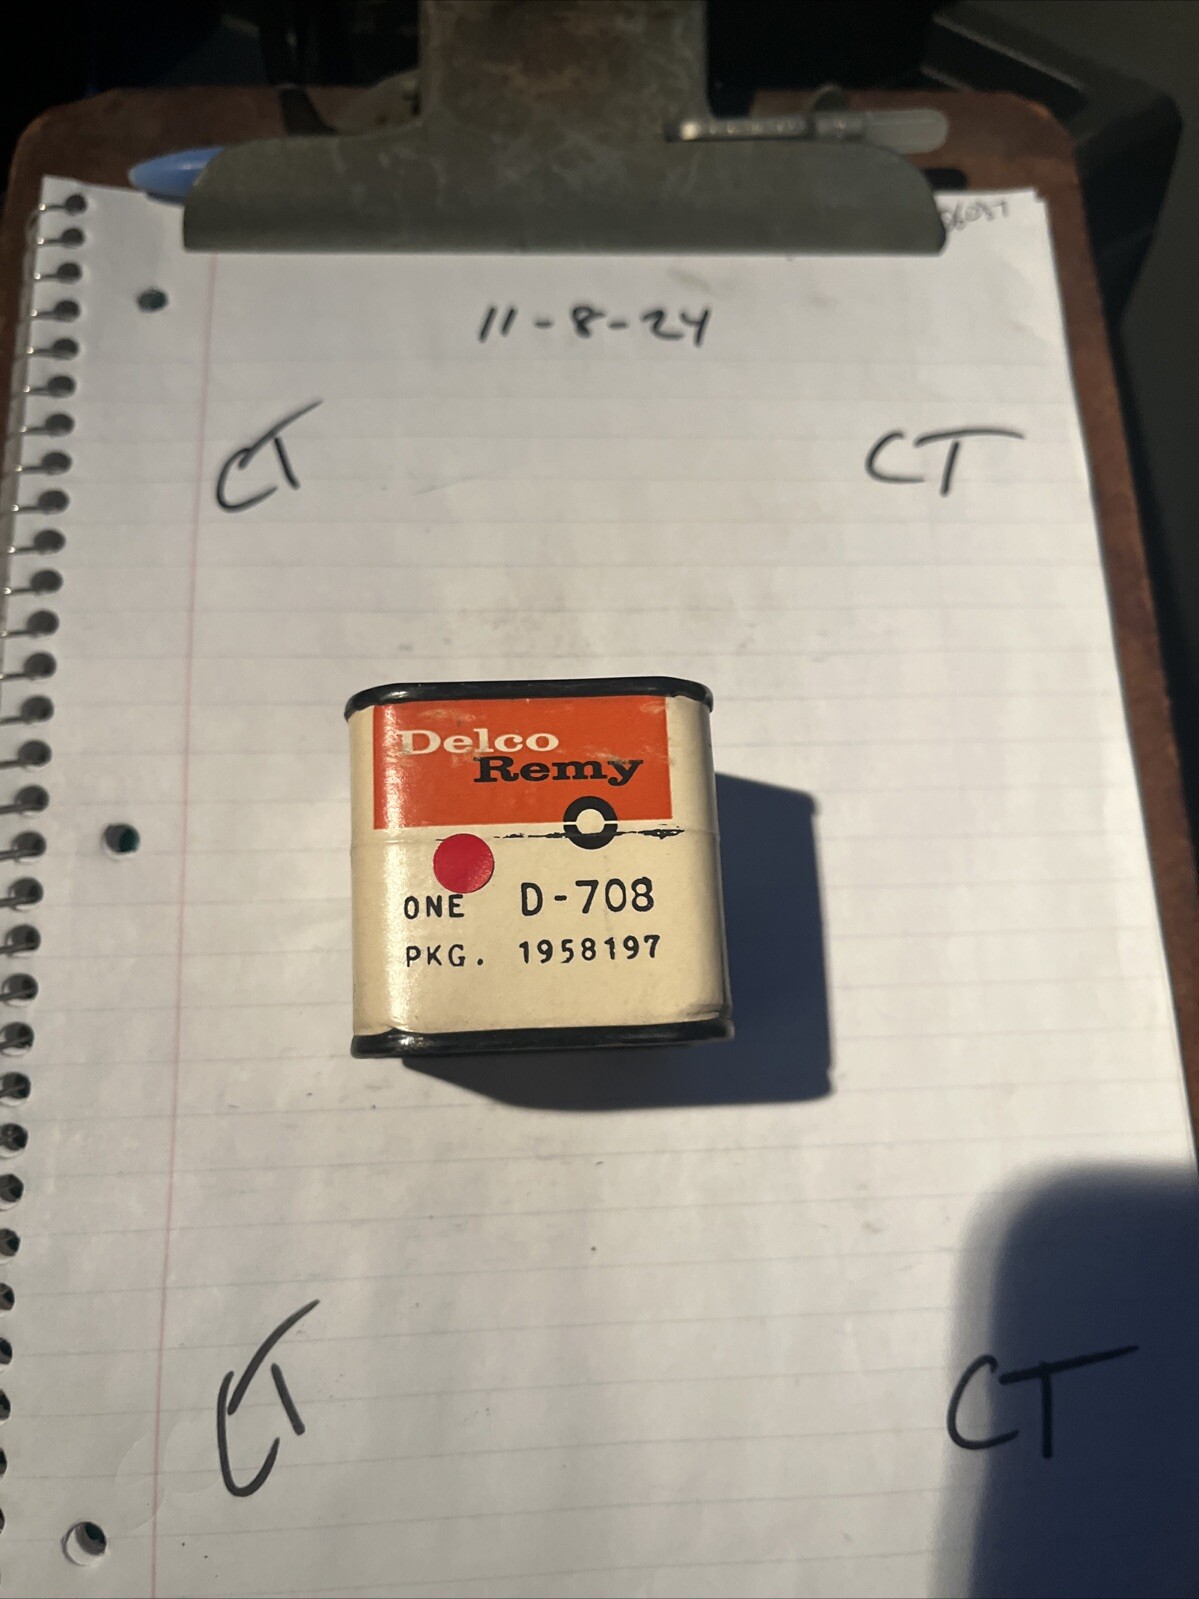 11-8-24
CT
CT
Delco
Remy
ONE D-708
PKG. 1958197
CT
CT